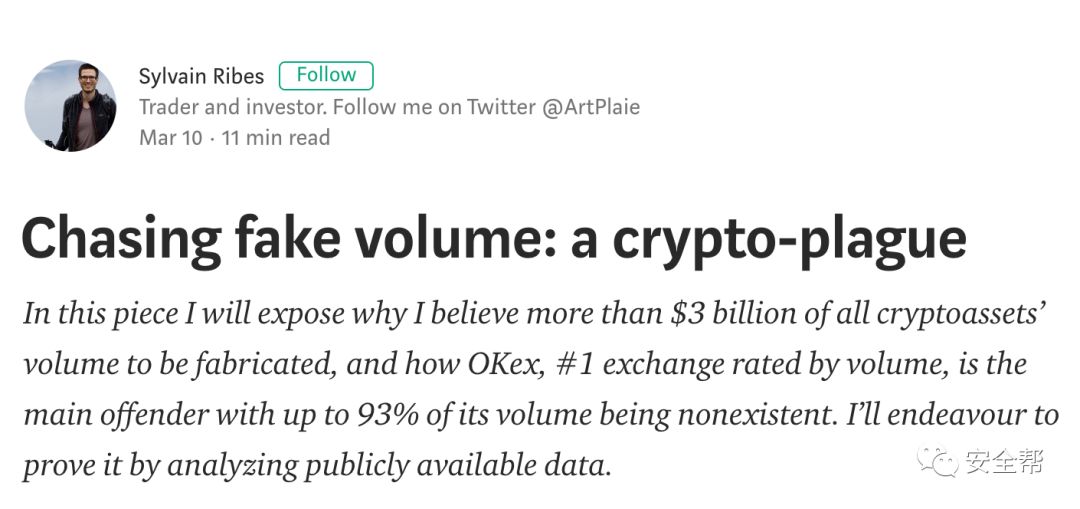 Sylvain Ribes Follow
Trader and investor. Follow me on Twitter @ArtPlaie
Mar 10 · 11 min read
Chasing fake volume: a crypto-plague
In this piece I will expose why I believe more than $3 billion of all cryptoassets’
volume to be fabricated, and how OKex, #1 exchange rated by volume, is the
main offender with up to 93% of its volume being nonexistent. I’ll endeavour to
prove it by analyzing publicly available data.
安全帮